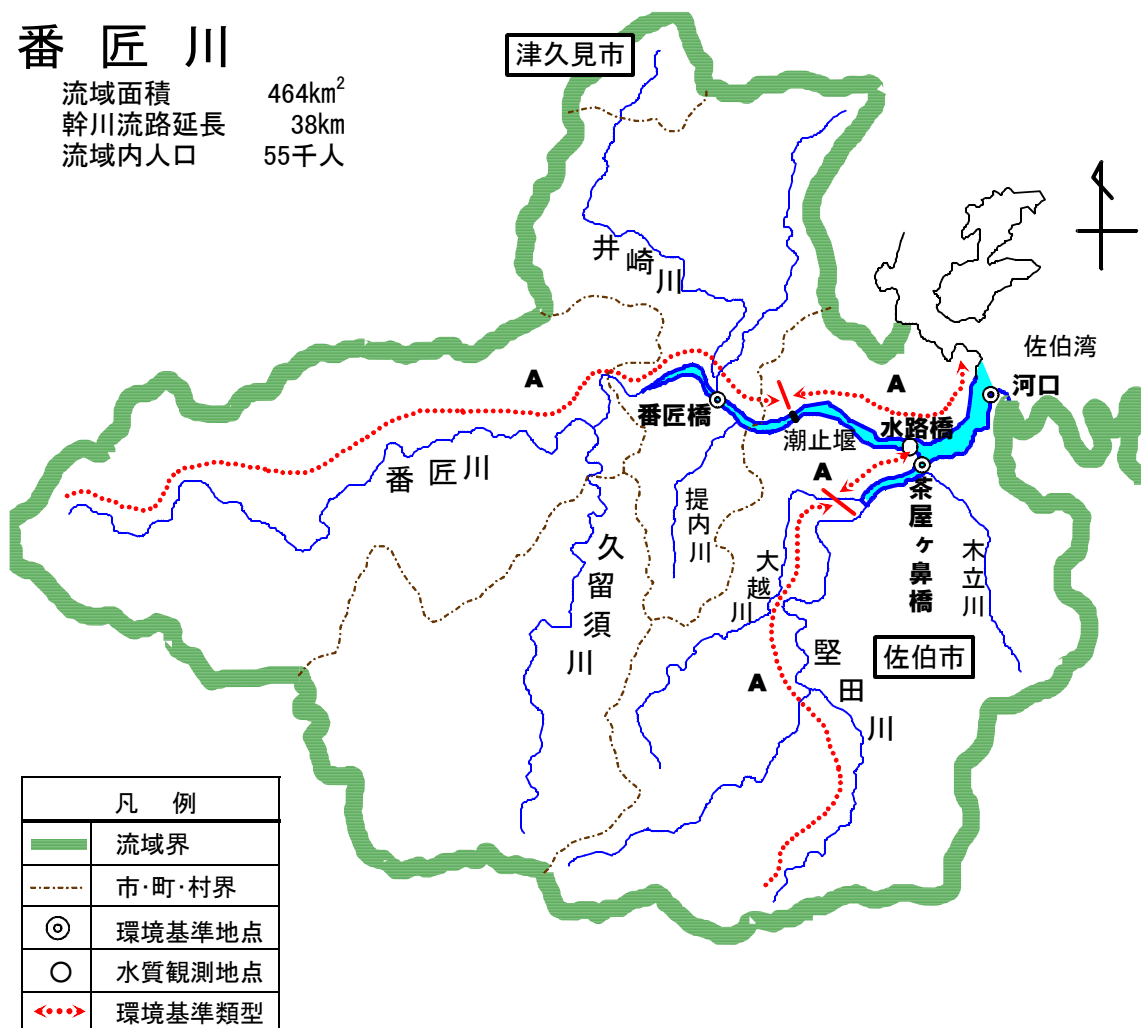 番匠川
流域面積 464km²
幹川流路延長 38km
流域内人口 55千人
津久見市
井崎川
佐伯湾
A
A
河口
番匠橋
潮止堰
水路橋
番匠川
A
茶屋ヶ鼻橋
提内川
大越川
木立川
久留須川
佐伯市
堅田川
A
凡 例
流域界
市・町・村界
環境基準地点
水質観測地点
環境基準類型